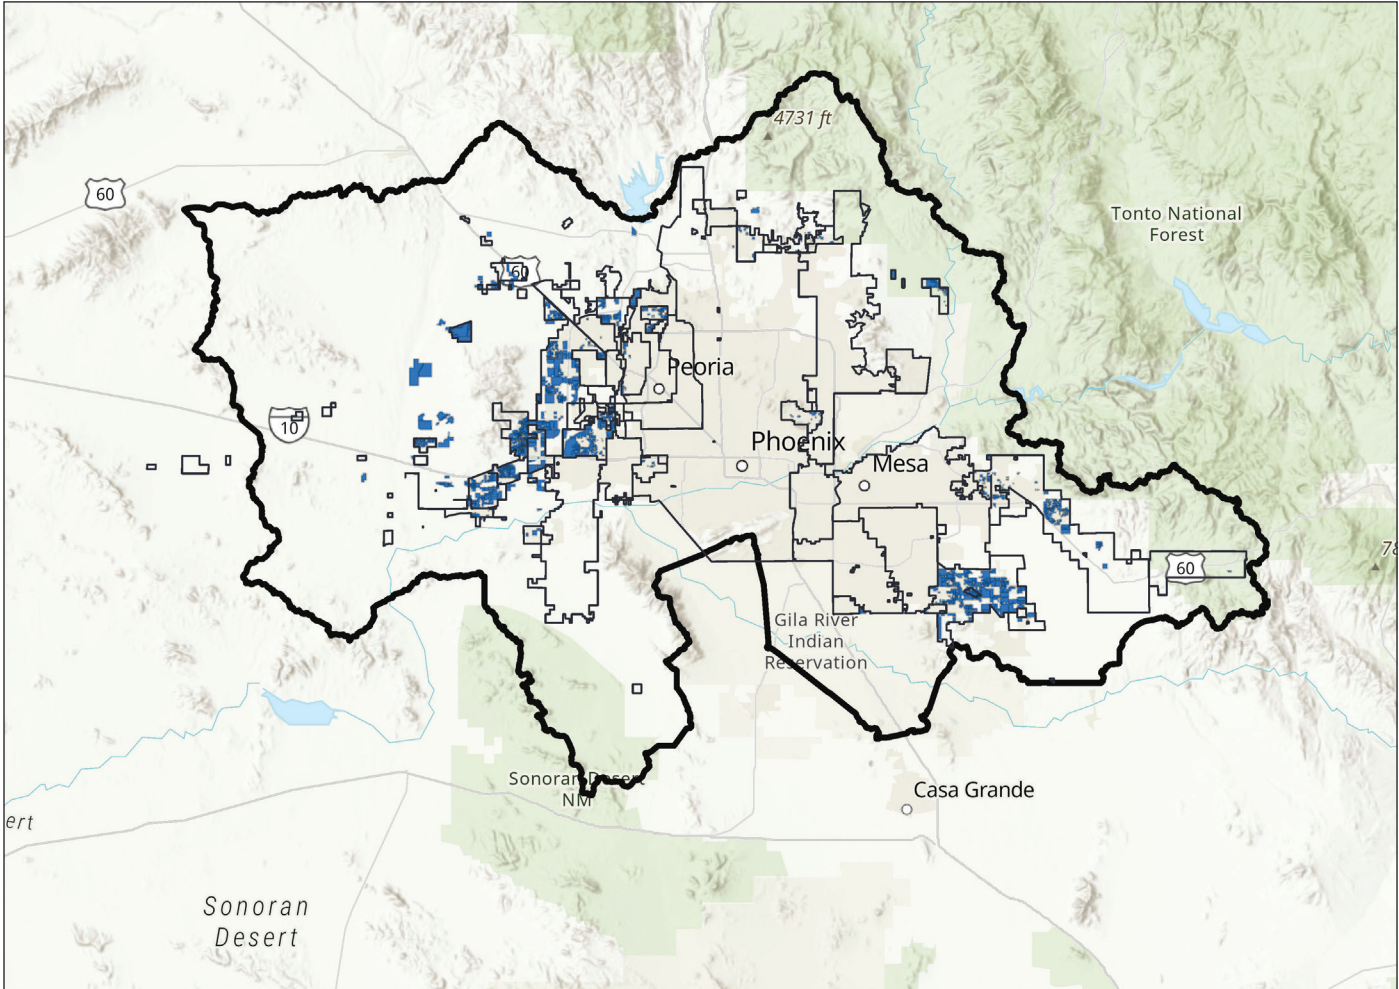 4731 ft
60
Tonto National
Forest
60
Peoria
10
Phoenix
Mesa
78
60
Gila River
Indian
Reservation
Sonoran Desert
NM
Casa Grande
ert
Sonoran
Desert